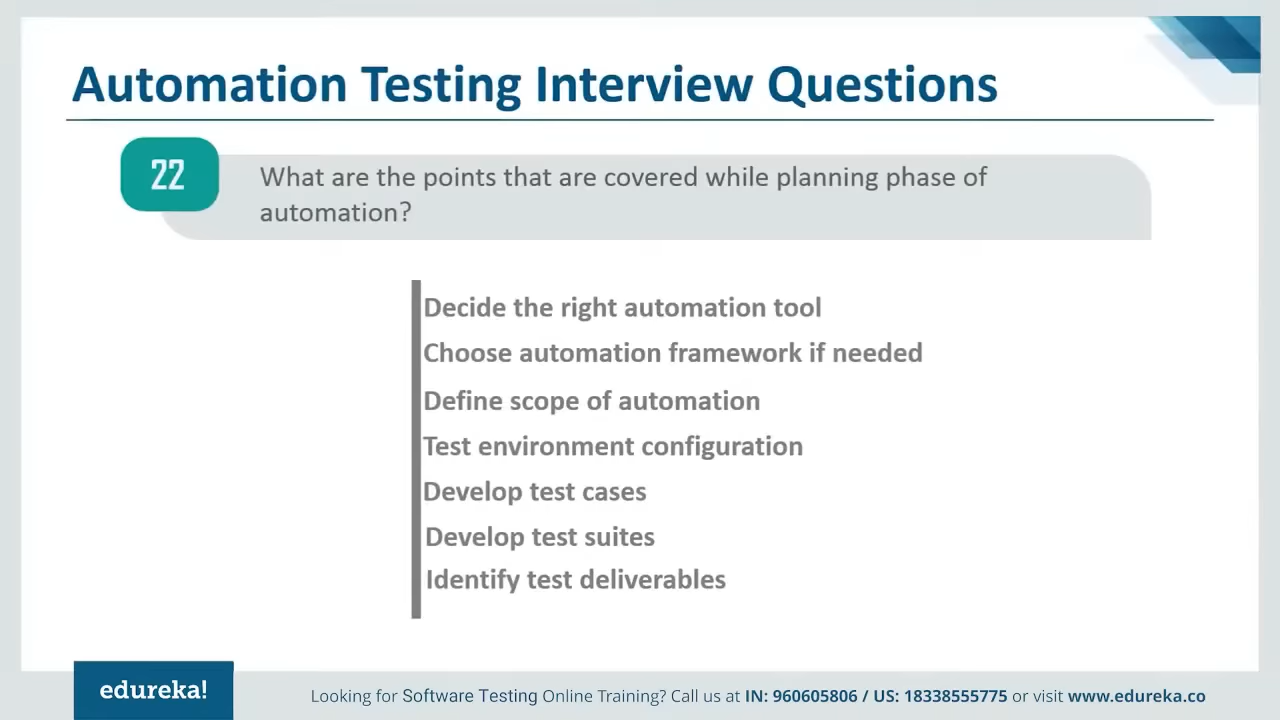 Automation Testing Interview Questions
22
What are the points that are covered while planning phase of
automation?
Decide the right automation tool
Choose automation framework if needed
Define scope of automation
Test environment configuration
Develop test cases
Develop test suites
Identify test deliverables
edureka!
Looking for Software Testing Online Training? Call us at IN: 960605806 / US: 18338555775 or visit www.edureka.co